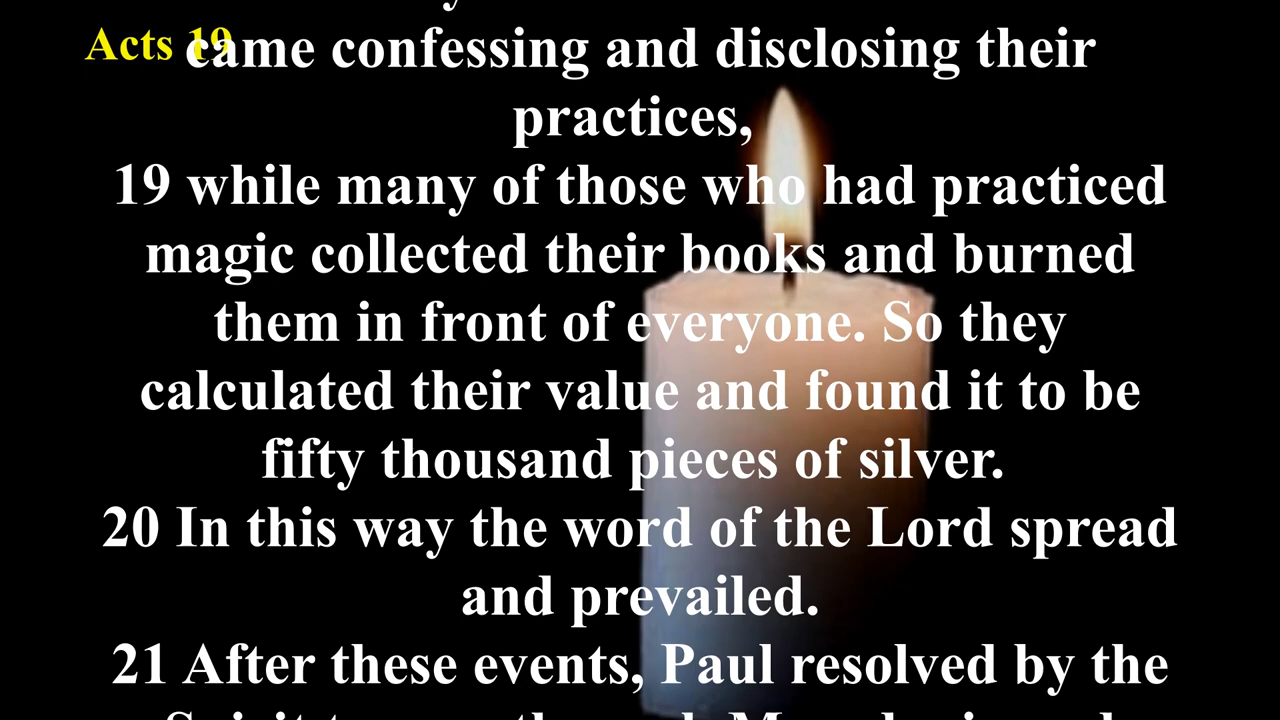 Acts 19
came confessing and disclosing their
practices,
19 while many of those who had practiced
magic collected their books and burned
them in front of everyone. So they
calculated their value and found it to be
fifty thousand pieces of silver.
20 In this way the word of the Lord spread
and prevailed.
21 After these events, Paul resolved by the